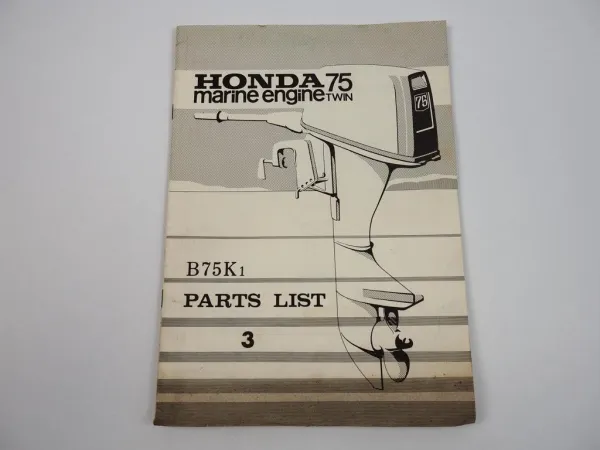 HONDA 75
marine engine TWIN
75
B75K1
PARTS LIST
3